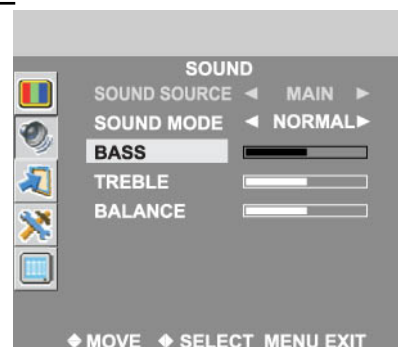 SOUND
SOUND SOURCE ◄ MAIN ►
SOUND MODE ◄ NORMAL►
BASS
TREBLE
BALANCE
MOVE SELECT MENU EXIT